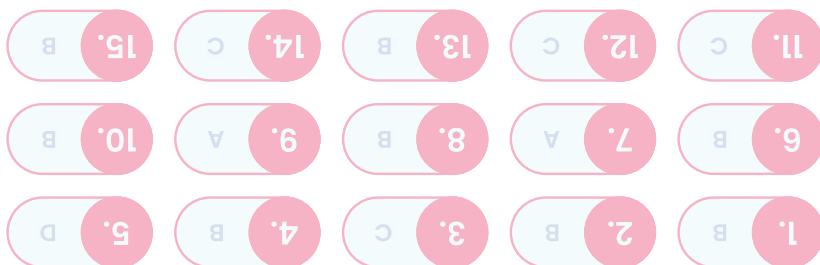 1. B 2. B 3. C 4. B 5. D
6. B 7. A 8. B 9. A 10. B
11. C 12. C 13. B 14. C 15. B